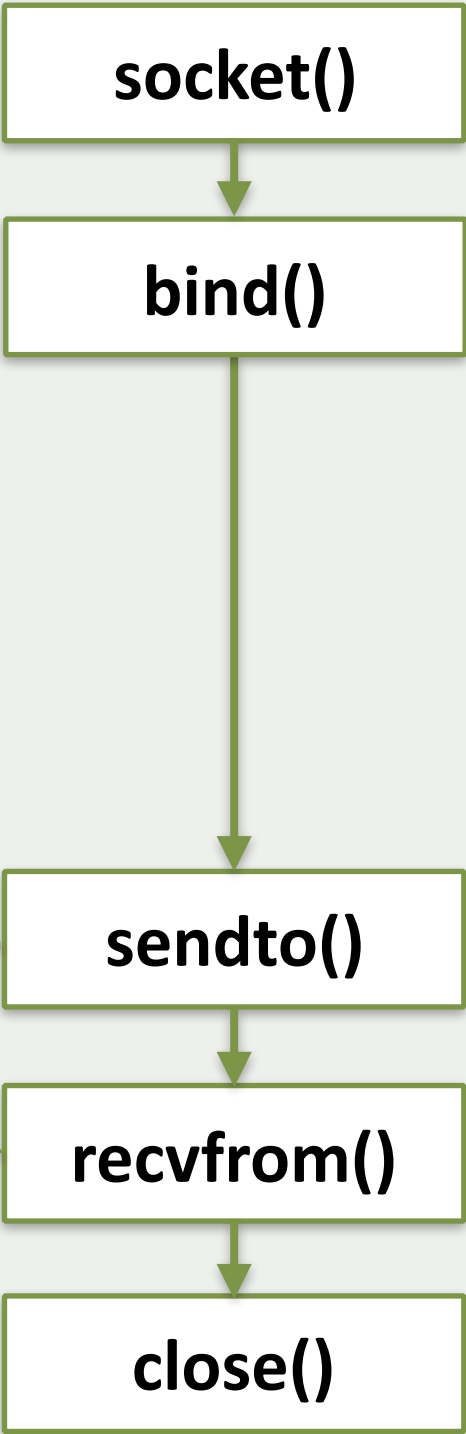 socket()
bind()
sendto()
recvfrom()
close()